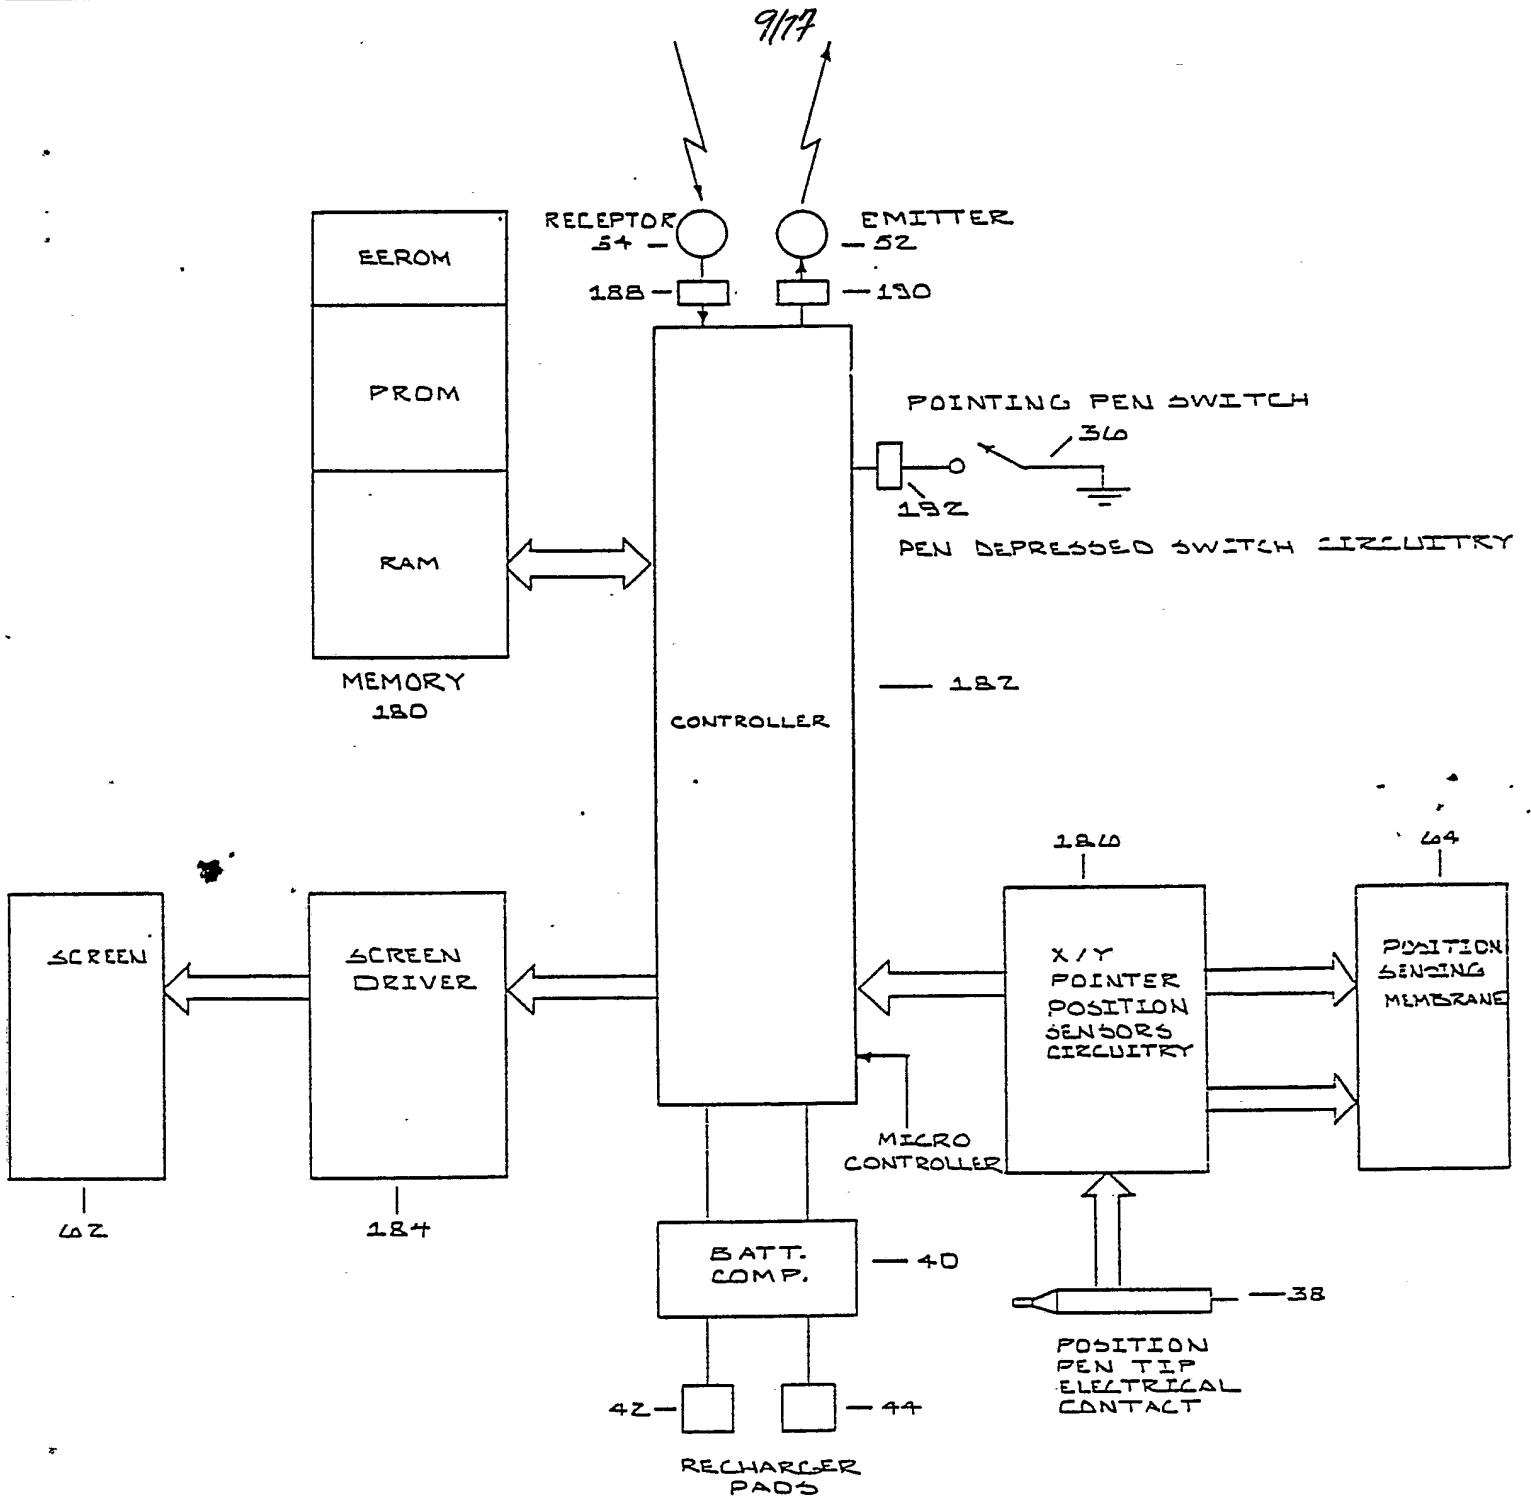 9/17
RECEPTOR
54
EMITTER
52
188
190
EEROM
PROM
RAM
MEMORY
180
POINTING PEN SWITCH
36
192
PEN DEPRESSED SWITCH CIRCUITRY
182
CONTROLLER
186
64
SCREEN
SCREEN
DRIVER
X/Y
POINTER
POSITION
SENSORS
CIRCUITRY
POSITION
SENSING
MEMBRANE
MICRO
CONTROLLER
62
184
BATT.
COMP.
40
38
POSITION
PEN TIP
ELECTRICAL
CONTACT
42
44
RECHARGER
PADS